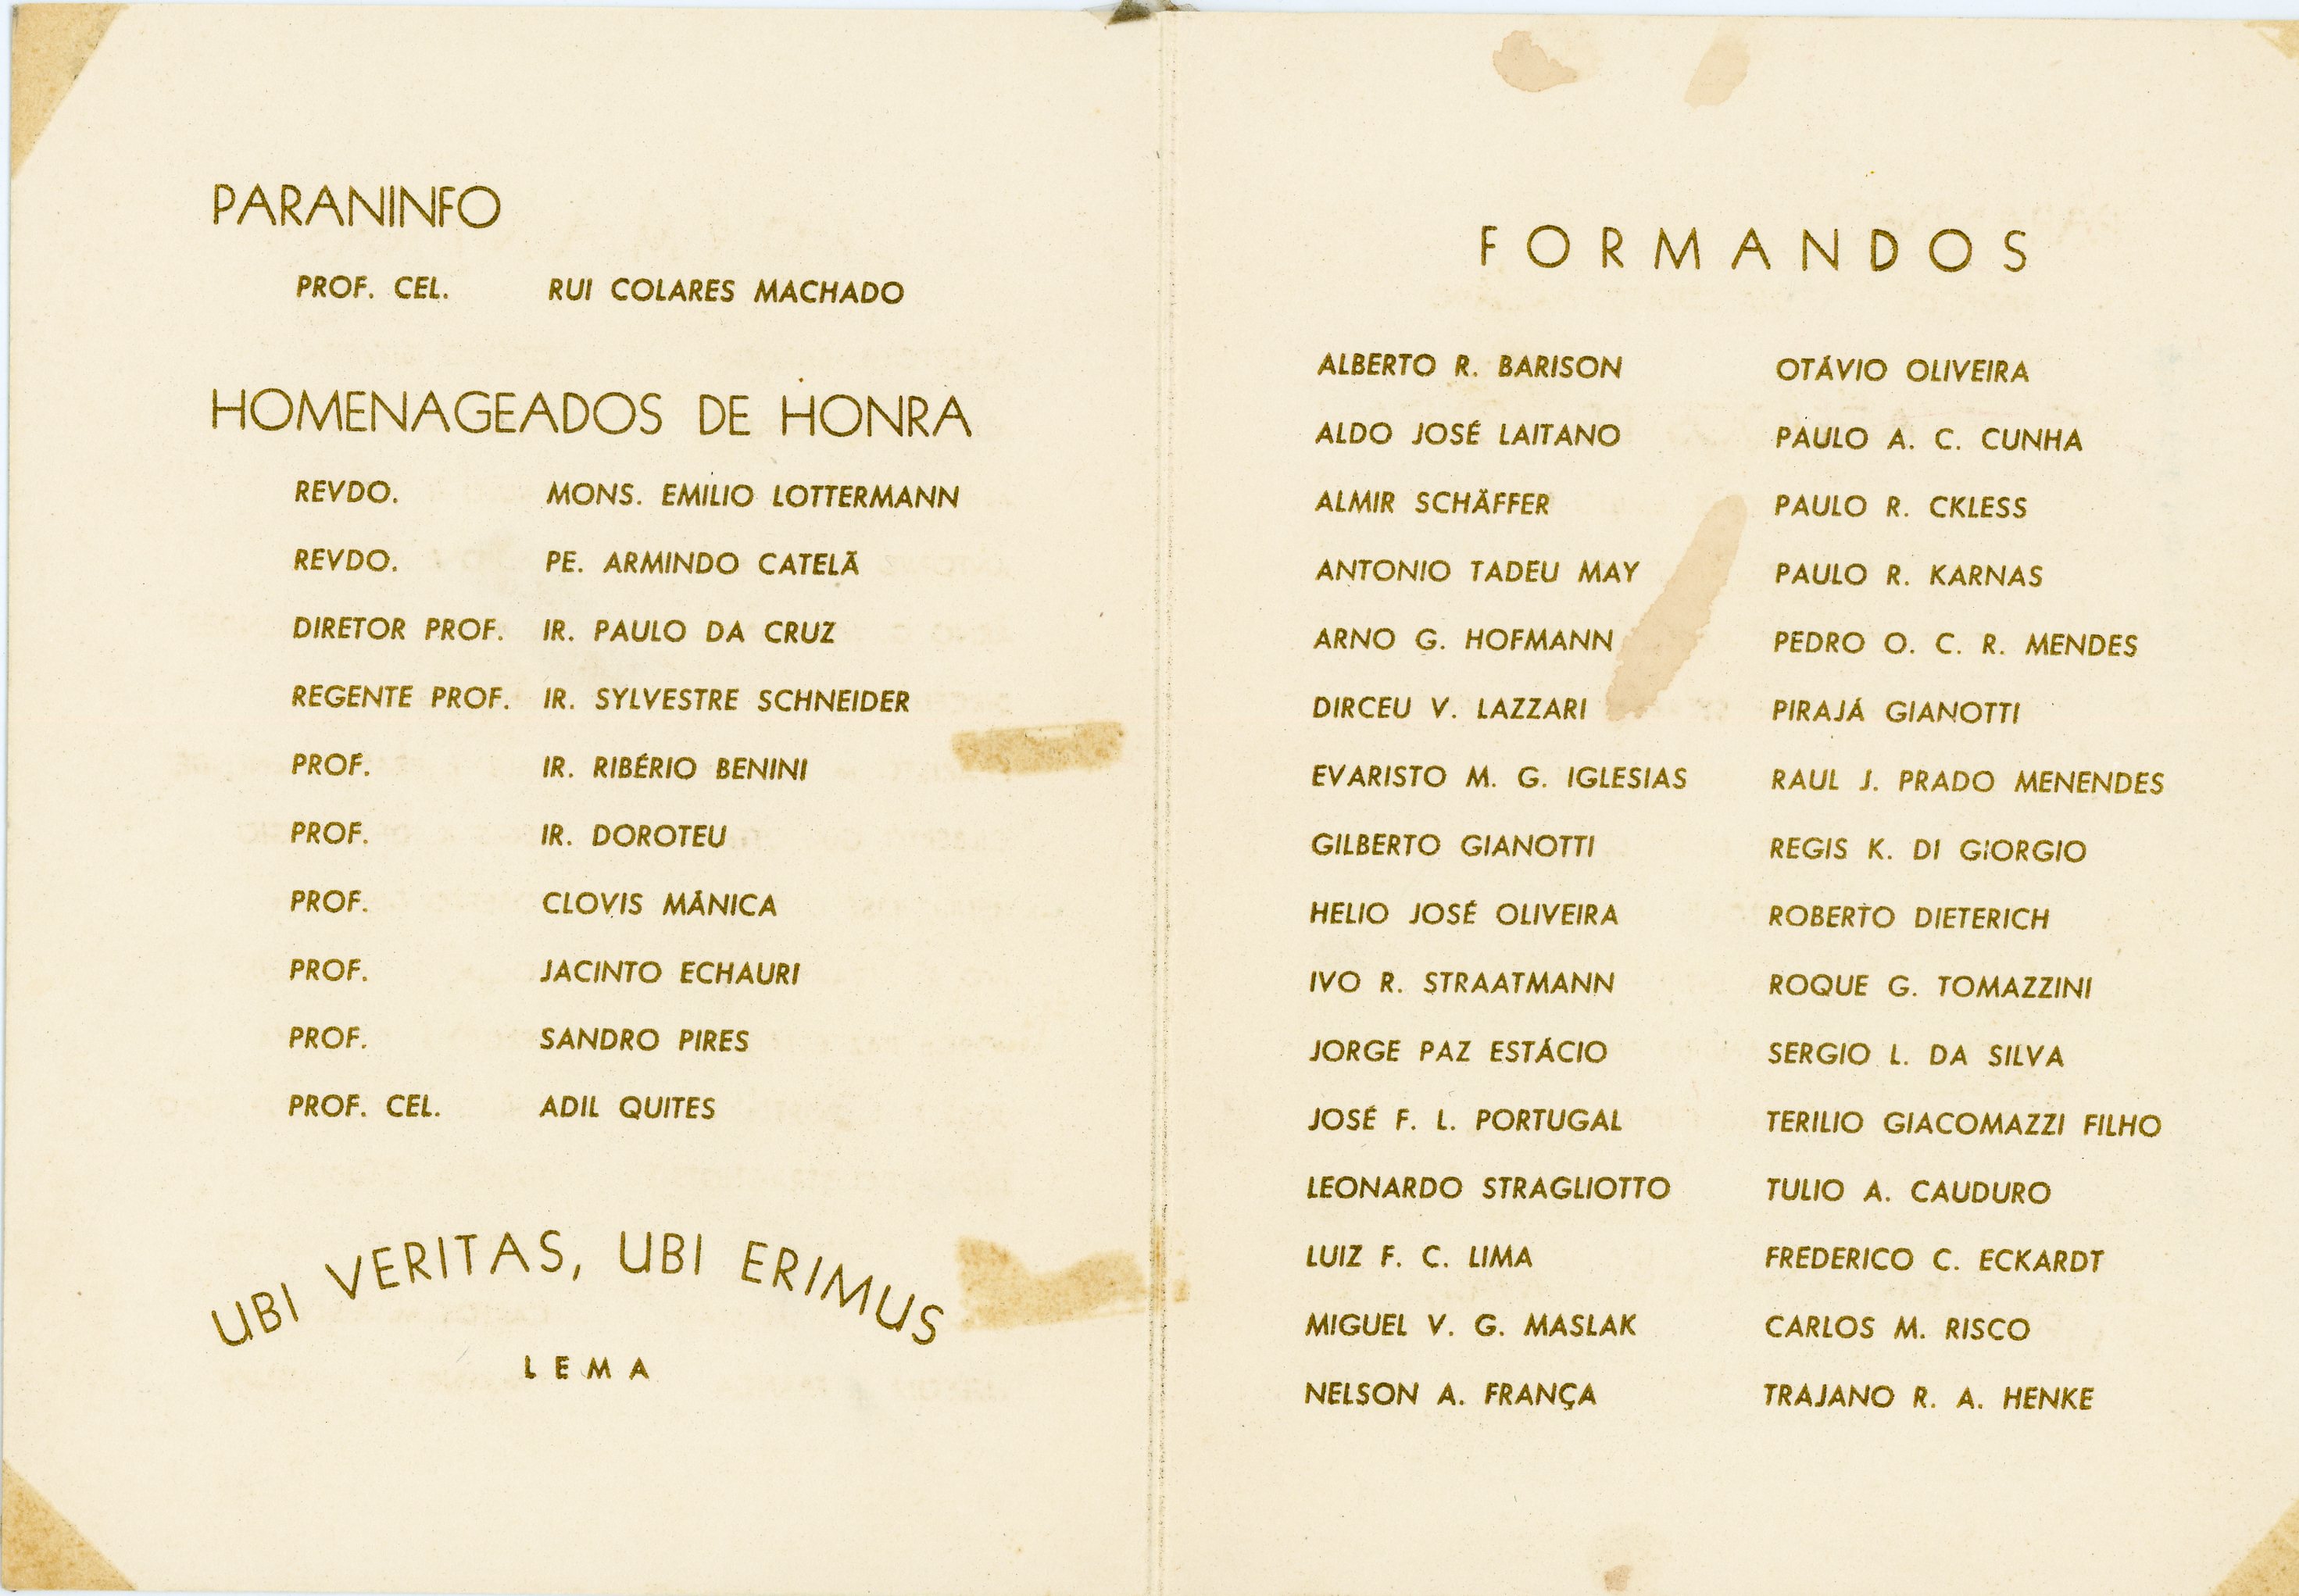 PARANINFO
PROF. CEL. RUI COLARES MACHADO
HOMENAGEADOS DE HONRA
REVDO. MONS. EMILIO LOTTERMANN
REVDO. PE. ARMINDO CATELÃ
DIRETOR PROF. IR. PAULO DA CRUZ
REGENTE PROF. IR. SYLVESTRE SCHNEIDER
PROF. IR. RIBÉRIO BENINI
PROF. IR. DOROTEU
PROF. CLOVIS MÂNICA
PROF. JACINTO ECHAURI
PROF. SANDRO PIRES
PROF. CEL. ADIL QUITES
UBI VERITAS, UBI ERIMUS
LEMA
FORMANDOS
ALBERTO R. BARISON
ALDO JOSÉ LAITANO
ALMIR SCHÄFFER
ANTONIO TADEU MAY
ARNO G. HOFMANN
DIRCEU V. LAZZARI
EVARISTO M. G. IGLESIAS
GILBERTO GIANOTTI
HELIO JOSÉ OLIVEIRA
IVO R. STRAATMANN
JORGE PAZ ESTÁCIO
JOSÉ F. L. PORTUGAL
LEONARDO STRAGLIOTTO
LUIZ F. C. LIMA
MIGUEL V. G. MASLAK
NELSON A. FRANÇA
OTÁVIO OLIVEIRA
PAULO A. C. CUNHA
PAULO R. CKLESS
PAULO R. KARNAS
PEDRO O. C. R. MENDES
PIRAJÁ GIANOTTI
RAUL J. PRADO MENENDES
REGIS K. DI GIORGIO
ROBERTO DIETERICH
ROQUE G. TOMAZZINI
SERGIO L. DA SILVA
TERILIO GIACOMAZZI FILHO
TULIO A. CAUDURO
FREDERICO C. ECKARDT
CARLOS M. RISCO
TRAJANO R. A. HENKE